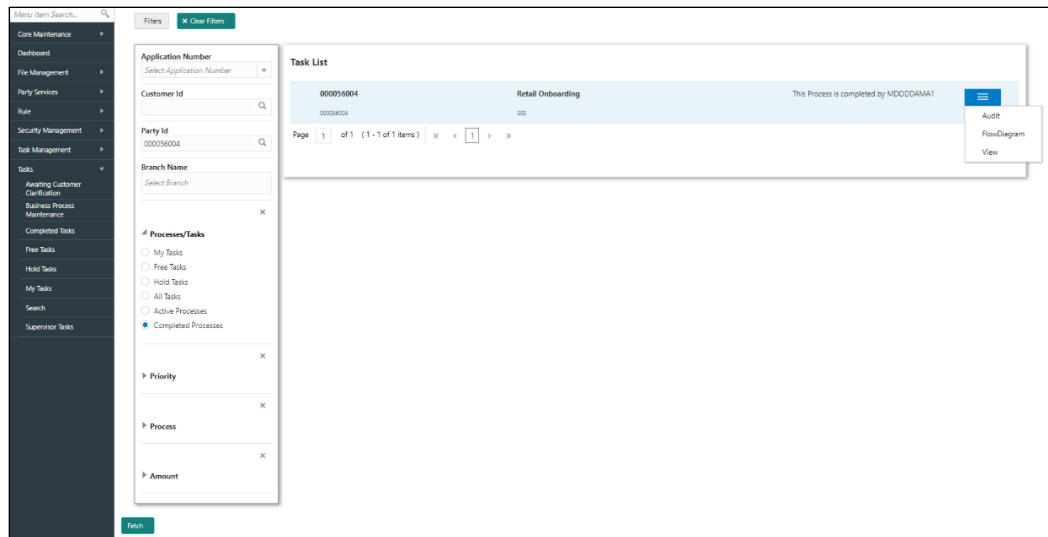 Menu Item Search...
Core Maintenance
Dashboard
File Management
Party Services
Rule
Security Management
Task Management
Tasks
Awaiting Customer
Clarification
Business Process
Maintenance
Completed Tasks
Free Tasks
Hold Tasks
My Tasks
Search
Supervisor Tasks
Filters
× Clear Filters
Application Number
Select Application Number
Customer Id
Party Id
000056004
Branch Name
Select Branch
Processes/Tasks
My Tasks
Free Tasks
Hold Tasks
All Tasks
Active Processes
Completed Processes
Priority
Process
Amount
Fetch
Task List
000056004 Retail Onboarding This Process is completed by MDODDAMA1
000056004 000
Page 1 of 1 (1 - 1 of 1 items) K < 1 > X
Audit
FlowDiagram
View